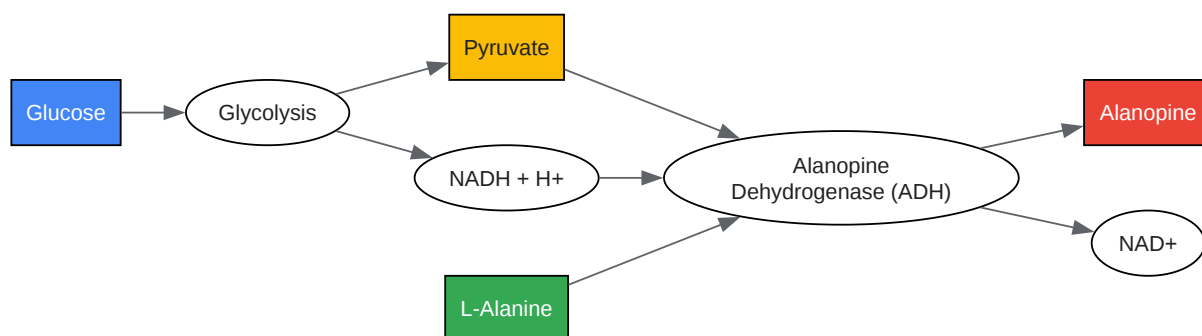 Glucose
Glycolysis
Pyruvate
NADH + H+
L-Alanine
Alanopine
Dehydrogenase (ADH)
Alanopine
NAD+